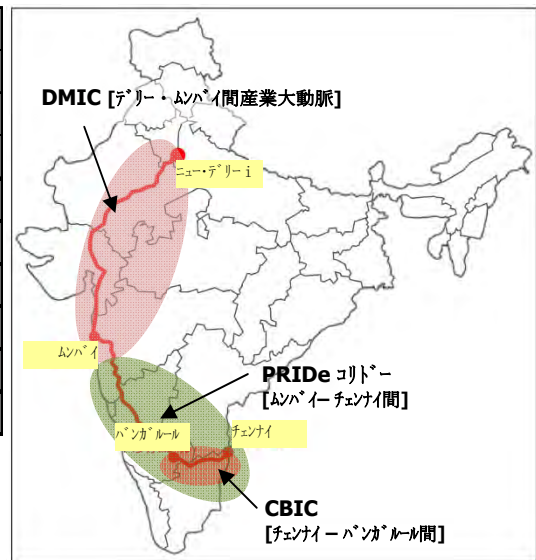 DMIC [ﾃﾞﾘｰ・ﾑﾝﾊﾞｲ間産業大動脈]
ﾆｭｰ・ﾃﾞﾘｰ i
ﾑﾝﾊﾞｲ
PRIDe ｺﾘﾄﾞｰ
[ﾑﾝﾊﾞｲーﾁｪﾝﾅｲ間]
ﾊﾞﾝｶﾞﾙｰﾙ
ﾁｪﾝﾅｲ
CBIC
[ﾁｪﾝﾅｲーﾊﾞﾝｶﾞﾙｰﾙ間]